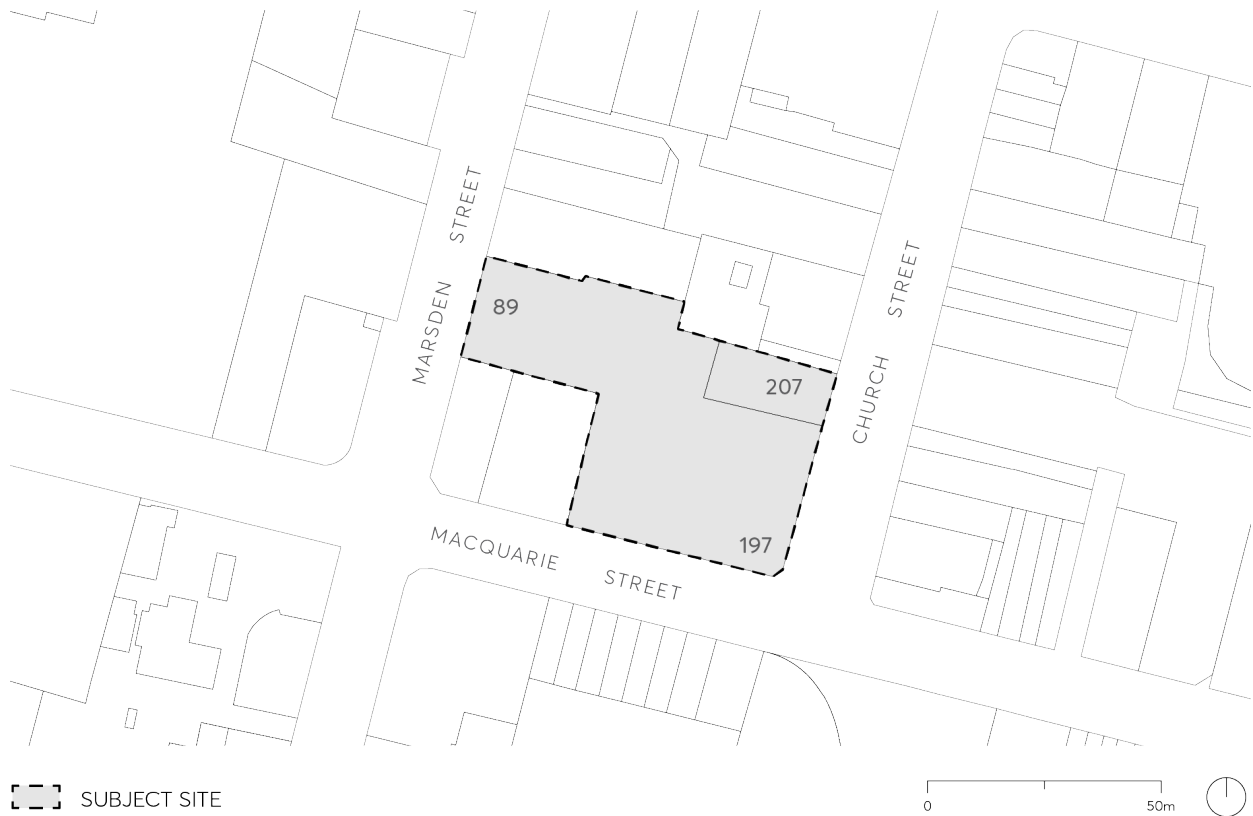 MARSDEN STREET
89
207
CHURCH STREET
197
MACQUARIE STREET
SUBJECT SITE
0
50m